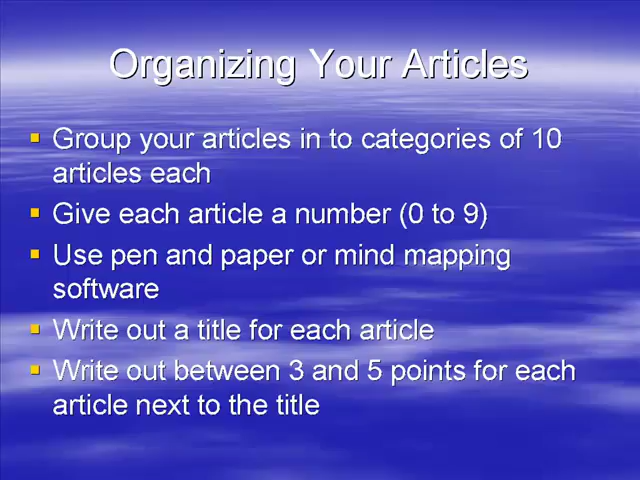 Organizing Your Articles
Group your articles in to categories of 10
articles each
Give each article a number (0 to 9)
Use pen and paper or mind mapping
software
Write out a title for each article
Write out between 3 and 5 points for each
article next to the title